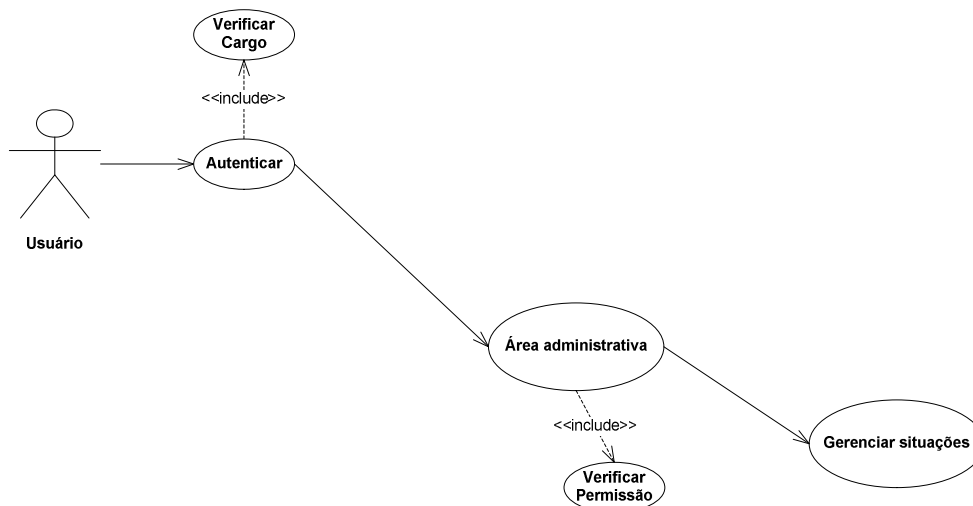 Verificar
Cargo
<<include>>
Autenticar
Usuário
Área administrativa
<<include>>
Gerenciar situações
Verificar
Permissão